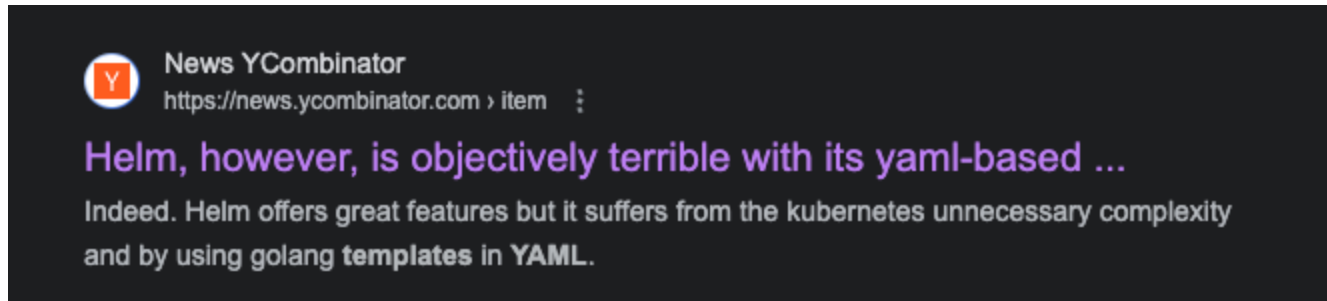 Y
News YCombinator
https://news.ycombinator.com › item
Helm, however, is objectively terrible with its yaml-based ...
Indeed. Helm offers great features but it suffers from the kubernetes unnecessary complexity
and by using golang templates in YAML.